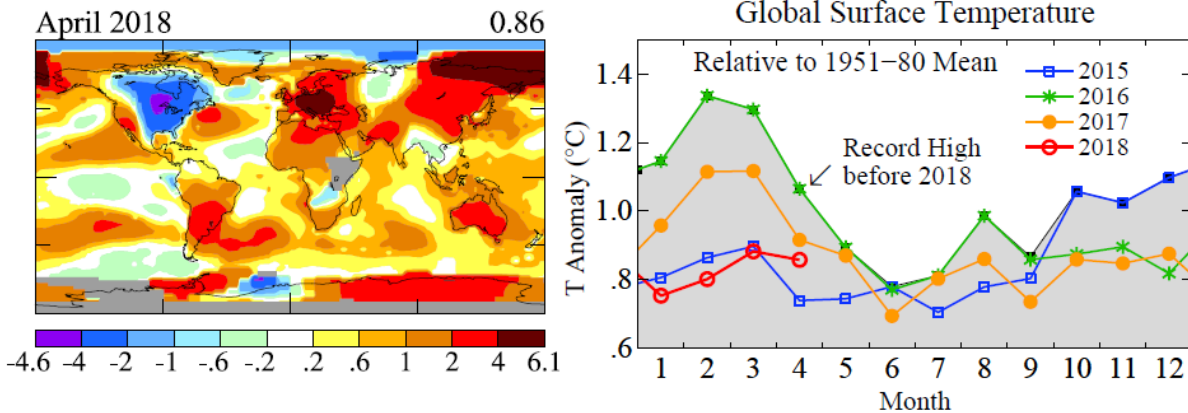 April 2018 0.86
-4.6 -4 -2 -1 -.6 -.2 .2 .6 1 2 4 6.1
Global Surface Temperature
Relative to 1951−80 Mean
2015
2016
2017
2018
Record High
before 2018
T Anomaly (°C)
1.4
1.2
1.0
.8
.6
1 2 3 4 5 6 7 8 9 10 11 12
Month